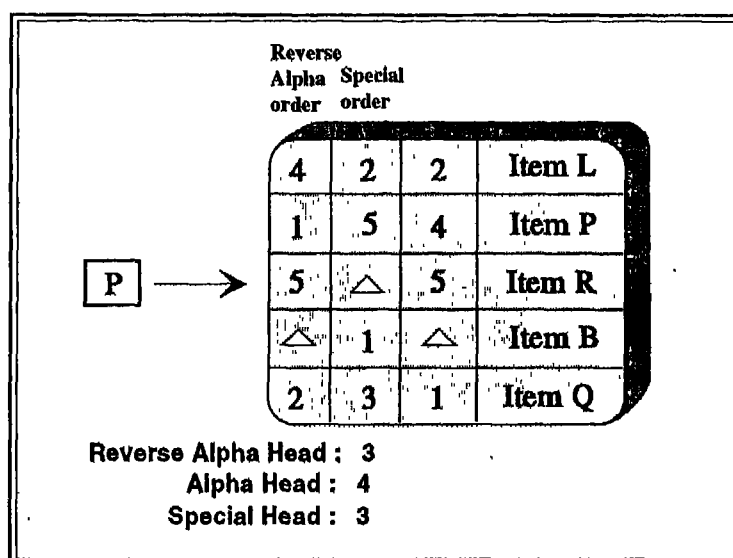 Reverse
Alpha Special
order order
4 2 2 Item L
1 5 4 Item P
P
5 △ 5 Item R
△ 1 △ Item B
2 3 1 Item Q
Reverse Alpha Head : 3
Alpha Head : 4
Special Head : 3